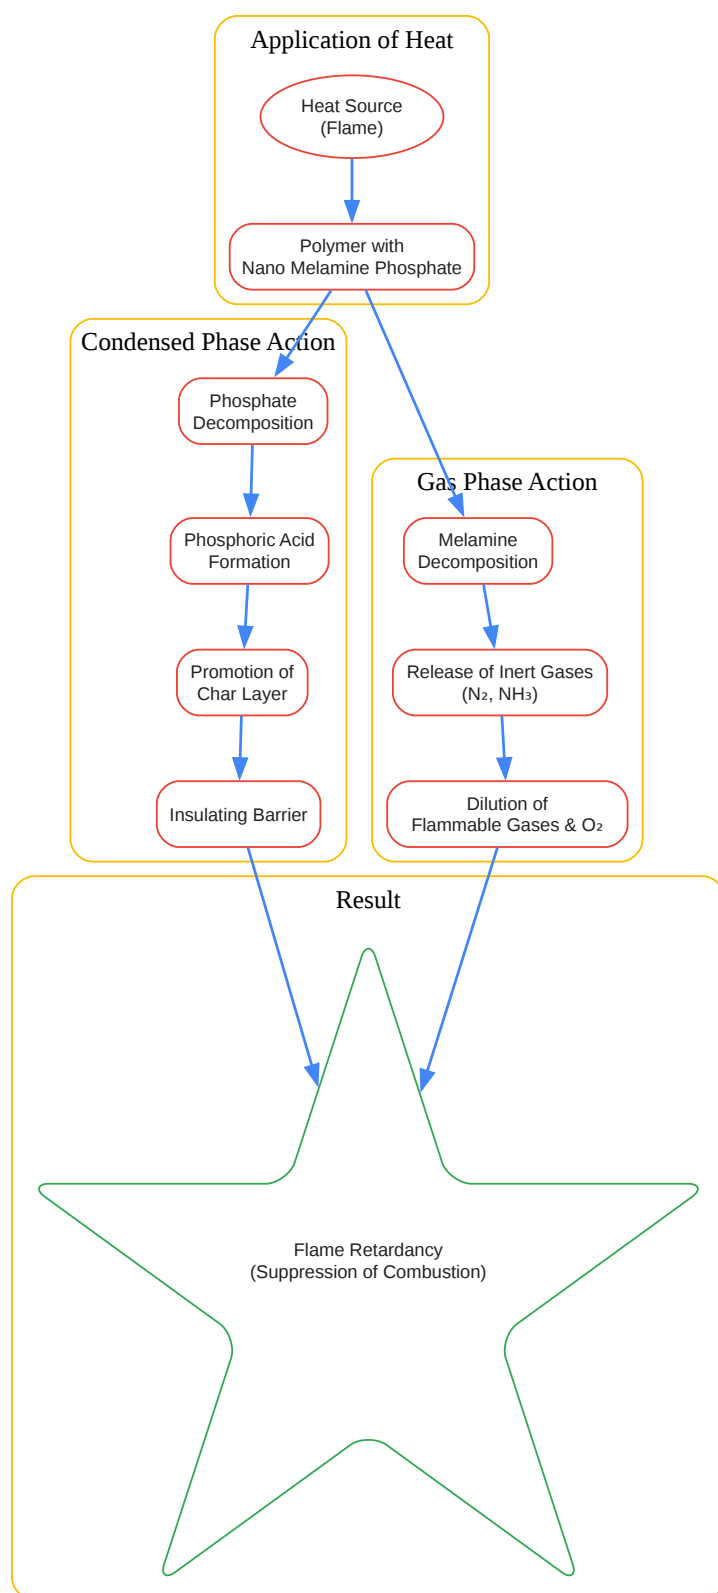 Application of Heat
Heat Source
(Flame)
Polymer with
Nano Melamine Phosphate
Condensed Phase Action
Phosphate
Decomposition
Phosphoric Acid
Formation
Promotion of
Char Layer
Insulating Barrier
Gas Phase Action
Melamine
Decomposition
Release of Inert Gases
(N₂, NH₃)
Dilution of
Flammable Gases & O₂
Result
Flame Retardancy
(Suppression of Combustion)